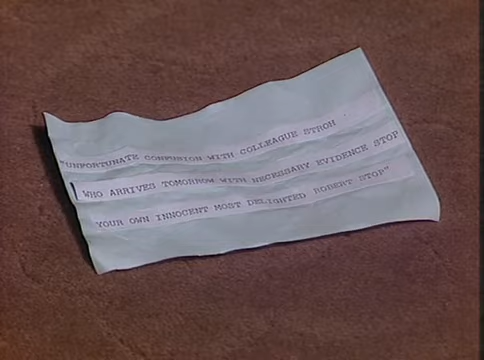 "UNFORTUNATE CONFUSION WITH COLLEAGUE STROH
WHO ARRIVES TOMORROW WITH NECESSARY EVIDENCE STOP
YOUR OWN INNOCENT MOST DELIGHTED ROBERT STOP"